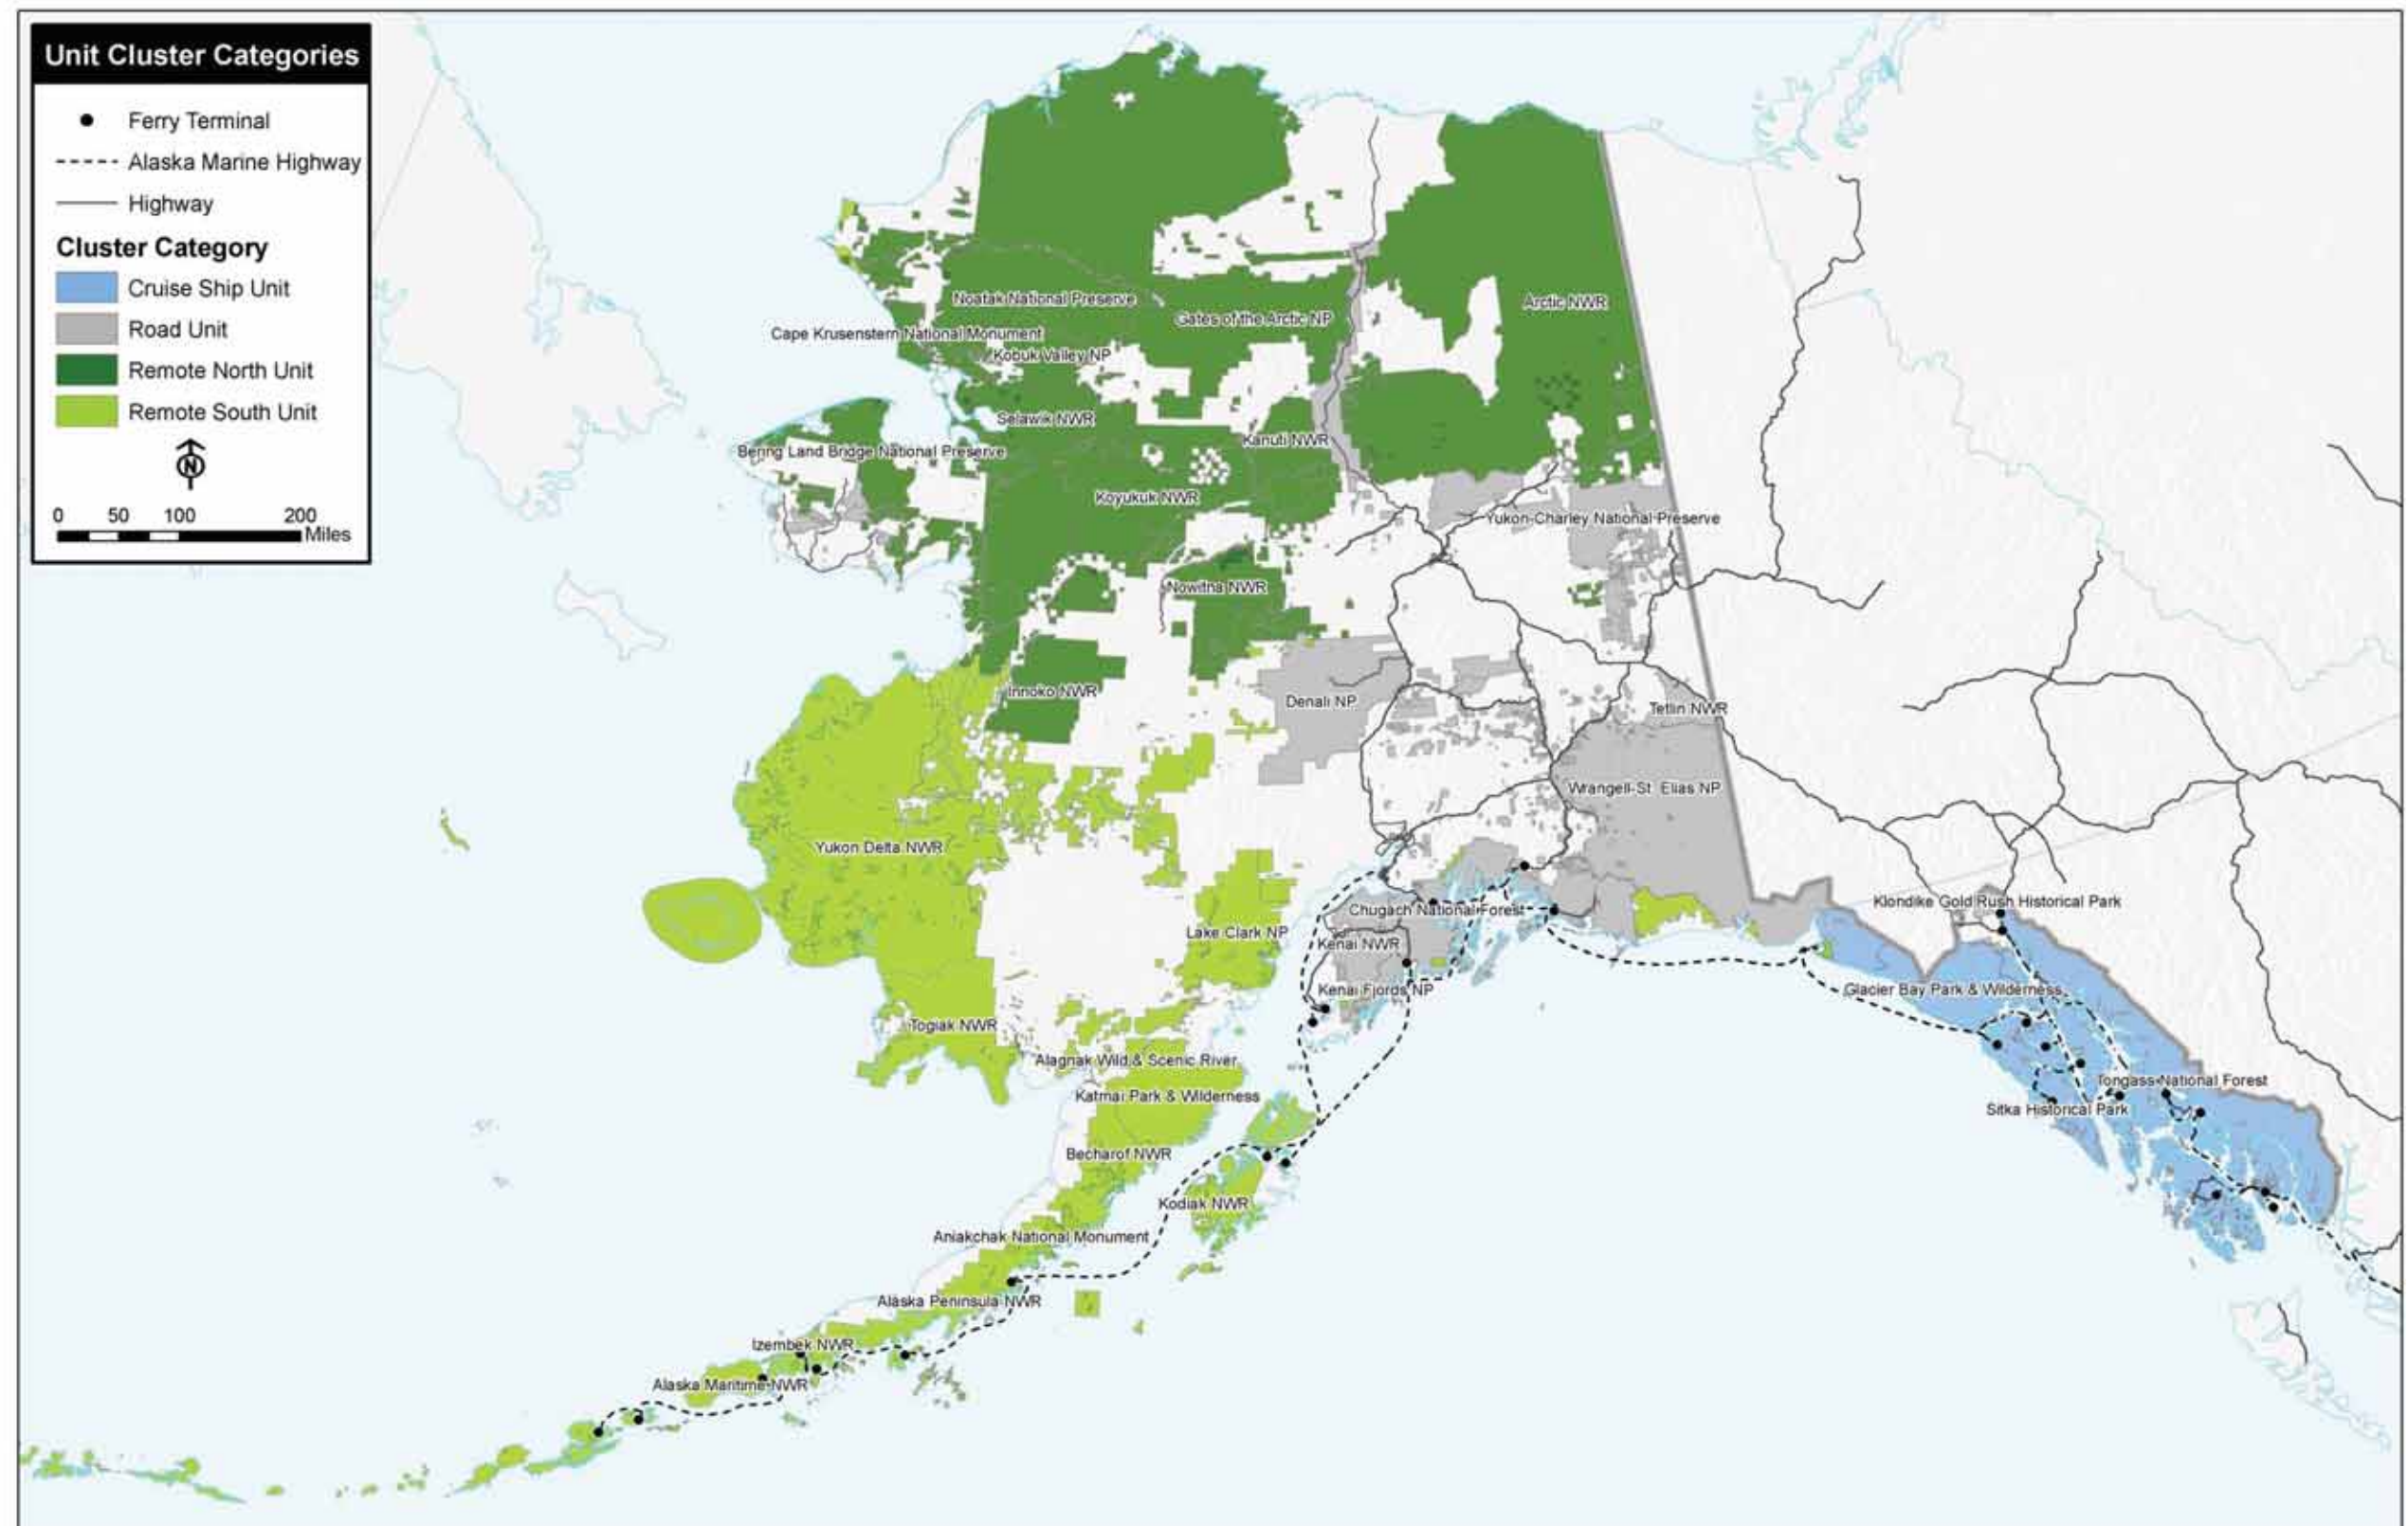 Unit Cluster Categories
Ferry Terminal
Alaska Marine Highway
Highway
Cluster Category
Cruise Ship Unit
Road Unit
Remote North Unit
Remote South Unit
N
0 50 100 200
Miles
Noatak National Preserve
Arctic NWR
Gates of the Arctic NP
Cape Krusenstern National Monument
Kobuk Valley NP
Selawik NWR
Kanuti NWR
Bering Land Bridge National Preserve
Koyukuk NWR
Yukon-Charley National Preserve
Nowitna NWR
Innoko NWR
Denali NP
Tetlin NWR
Wrangell-St. Elias NP
Yukon Delta NWR
Klondike Gold Rush Historical Park
Chugach National Forest
Lake Clark NP
Kenai NWR
Kenai Fjords NP
Glacier Bay Park & Wilderness
Togiak NWR
Alagnak Wild & Scenic River
Tongass National Forest
Katmai Park & Wilderness
Sitka Historical Park
Becharof NWR
Kodiak NWR
Aniakchak National Monument
Alaska Peninsula NWR
Izembek NWR
Alaska Maritime NWR